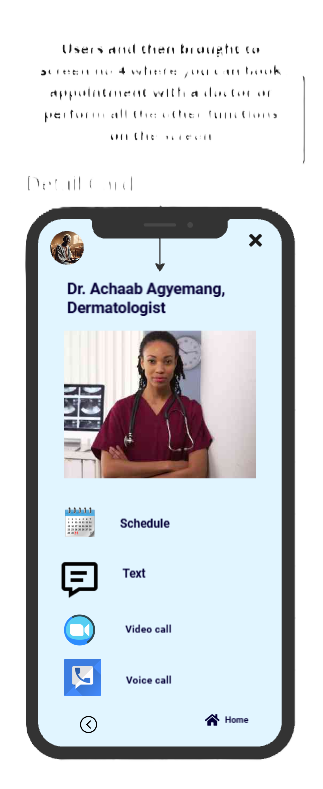 Users and then brought to
screen no 4 where you can book
appointment with a doctor or
perform all the other functions
on the screen
Detail Card
Dr. Achaab Agyemang,
Dermatologist
Schedule
Text
Video call
Voice call
Home